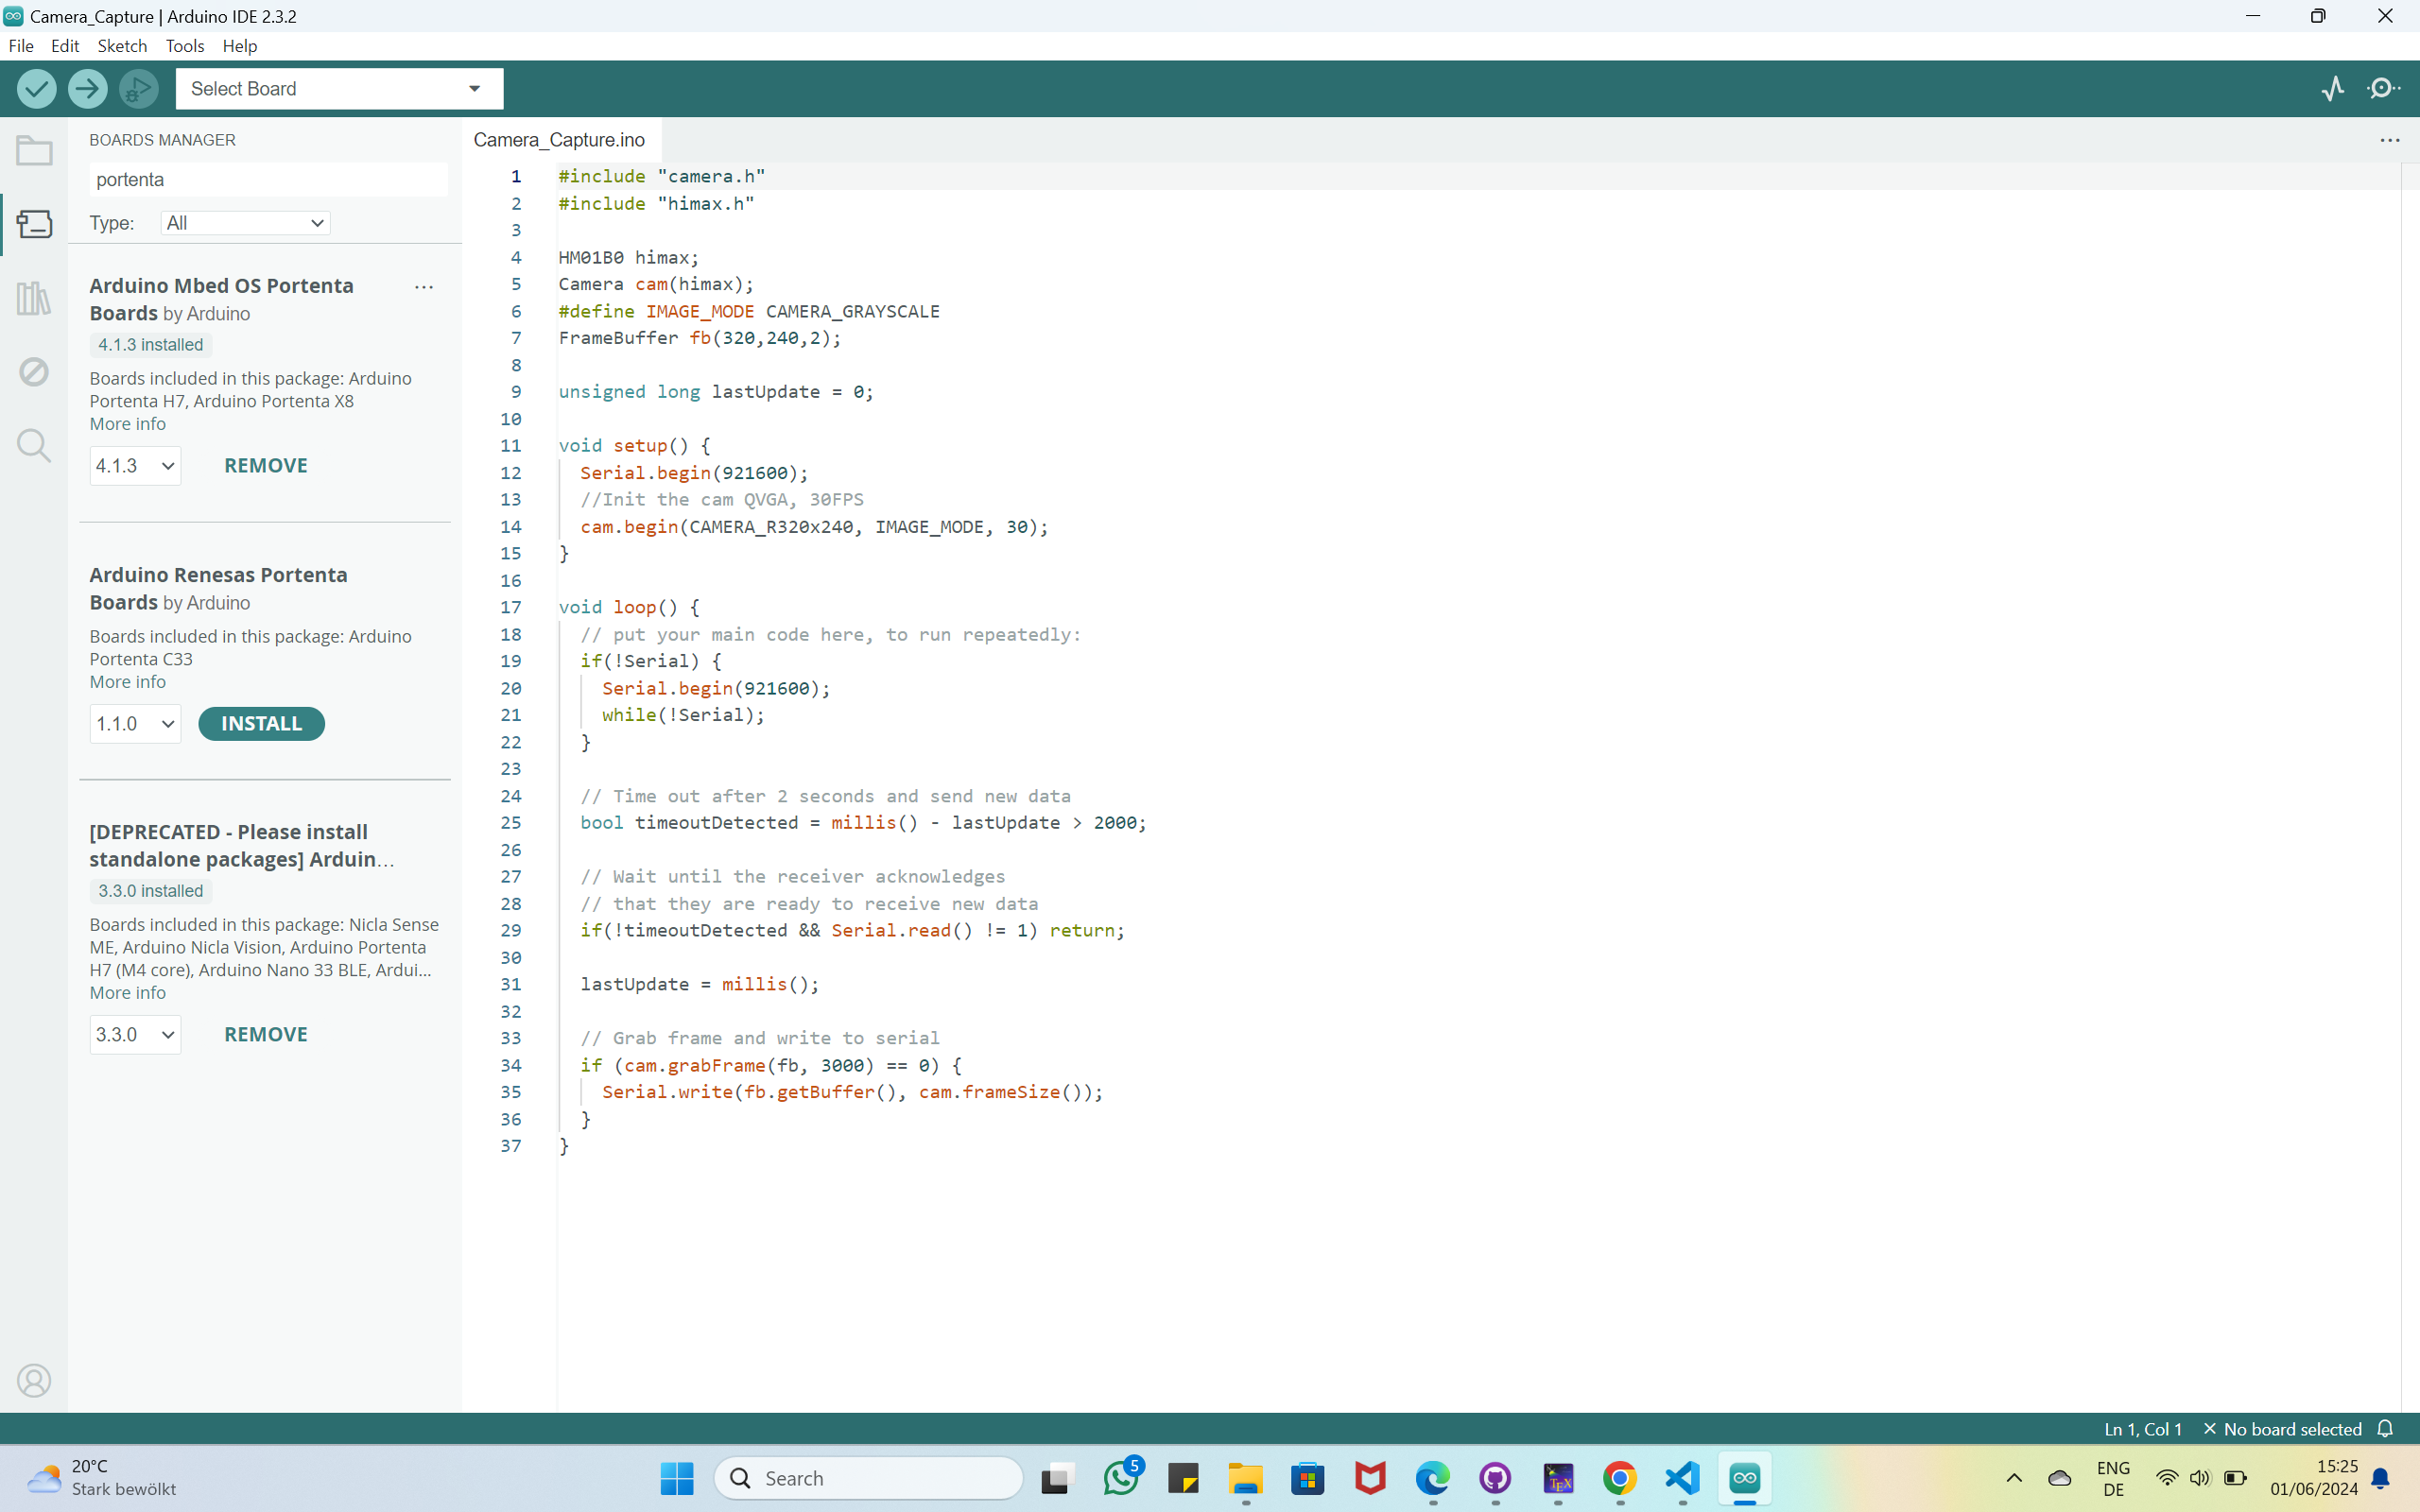 Camera_Capture | Arduino IDE 2.3.2
File Edit Sketch Tools Help
Select Board
BOARDS MANAGER
portenta
Type: All
Arduino Mbed OS Portenta
Boards by Arduino
4.1.3 installed
Boards included in this package: Arduino
Portenta H7, Arduino Portenta X8
More info
4.1.3 REMOVE
Arduino Renesas Portenta
Boards by Arduino
Boards included in this package: Arduino
Portenta C33
More info
1.1.0 INSTALL
[DEPRECATED - Please install
standalone packages] Arduin...
3.3.0 installed
Boards included in this package: Nicla Sense
ME, Arduino Nicla Vision, Arduino Portenta
H7 (M4 core), Arduino Nano 33 BLE, Ardui...
More info
3.3.0 REMOVE
Camera_Capture.ino
1 #include "camera.h"
2 #include "himax.h"
3
4 HM01B0 himax;
5 Camera cam(himax);
6 #define IMAGE_MODE CAMERA_GRAYSCALE
7 FrameBuffer fb(320,240,2);
8
9 unsigned long lastUpdate = 0;
10
11 void setup() {
12 Serial.begin(921600);
13 //Init the cam QVGA, 30FPS
14 cam.begin(CAMERA_R320x240, IMAGE_MODE, 30);
15 }
16
17 void loop() {
18 // put your main code here, to run repeatedly:
19 if(!Serial) {
20 Serial.begin(921600);
21 while(!Serial);
22 }
23
24 // Time out after 2 seconds and send new data
25 bool timeoutDetected = millis() - lastUpdate > 2000;
26
27 // Wait until the receiver acknowledges
28 // that they are ready to receive new data
29 if(!timeoutDetected && Serial.read() != 1) return;
30
31 lastUpdate = millis();
32
33 // Grab frame and write to serial
34 if (cam.grabFrame(fb, 3000) == 0) {
35 Serial.write(fb.getBuffer(), cam.frameSize());
36 }
37 }
Ln 1, Col 1 × No board selected
20°C
Stark bewölkt
Search
5
TEX
ENG
DE
15:25
01/06/2024